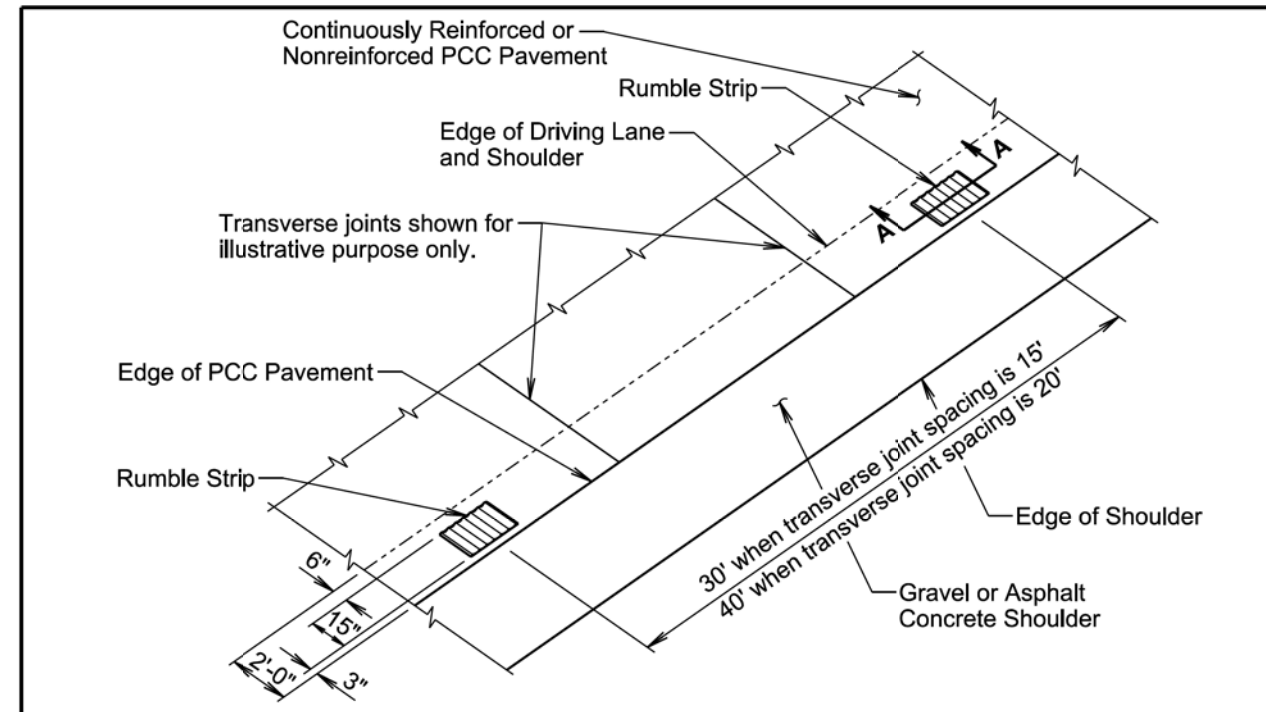 Continuously Reinforced or
Nonreinforced PCC Pavement
Rumble Strip
Edge of Driving Lane
and Shoulder
A
A
Transverse joints shown for
illustrative purpose only.
Edge of PCC Pavement
Rumble Strip
30' when transverse joint spacing is 15'
40' when transverse joint spacing is 20'
Edge of Shoulder
Gravel or Asphalt
Concrete Shoulder
6"
15"
2'-0"
3"